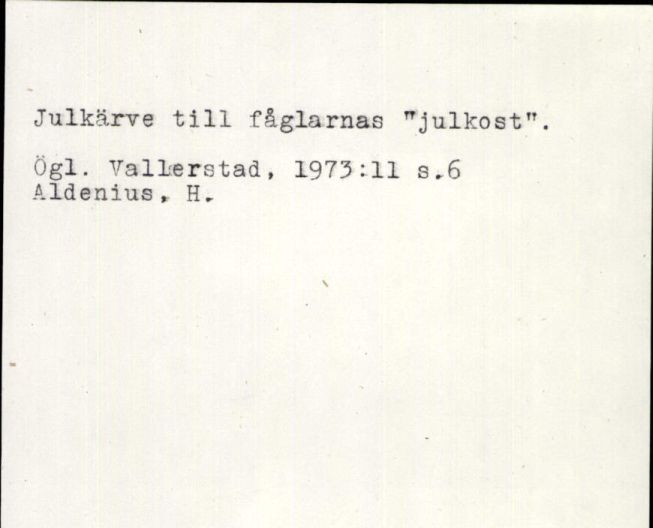 Julkärve till fåglarnas "julkost".
Ögl. Vallerstad, 1973:11 s.6
Aldenius, H.